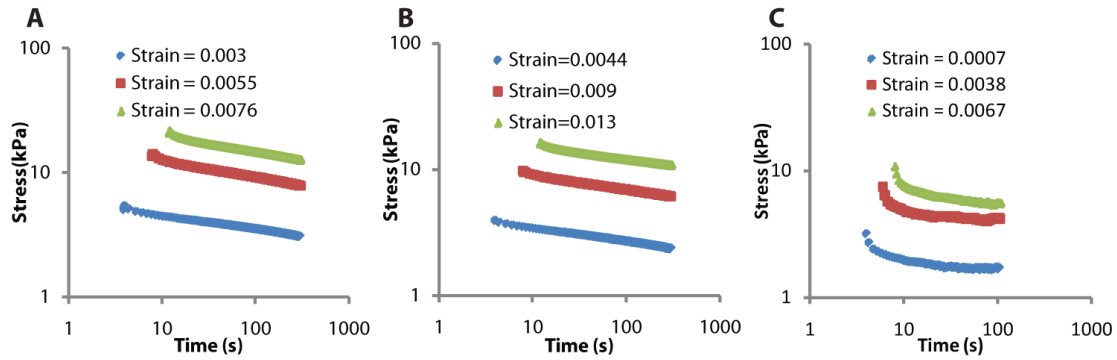 A
100
10
1
Stress(kPa)
Strain = 0.003
Strain = 0.0055
Strain = 0.0076
1 10 100 1000
Time (s)
B
100
10
1
Stress (kPa)
Strain=0.0044
Strain=0.009
Strain=0.013
1 10 100 1000
Time (s)
C
100
10
1
Stress (kPa)
Strain = 0.0007
Strain = 0.0038
Strain = 0.0067
1 10 100 1000
Time (s)